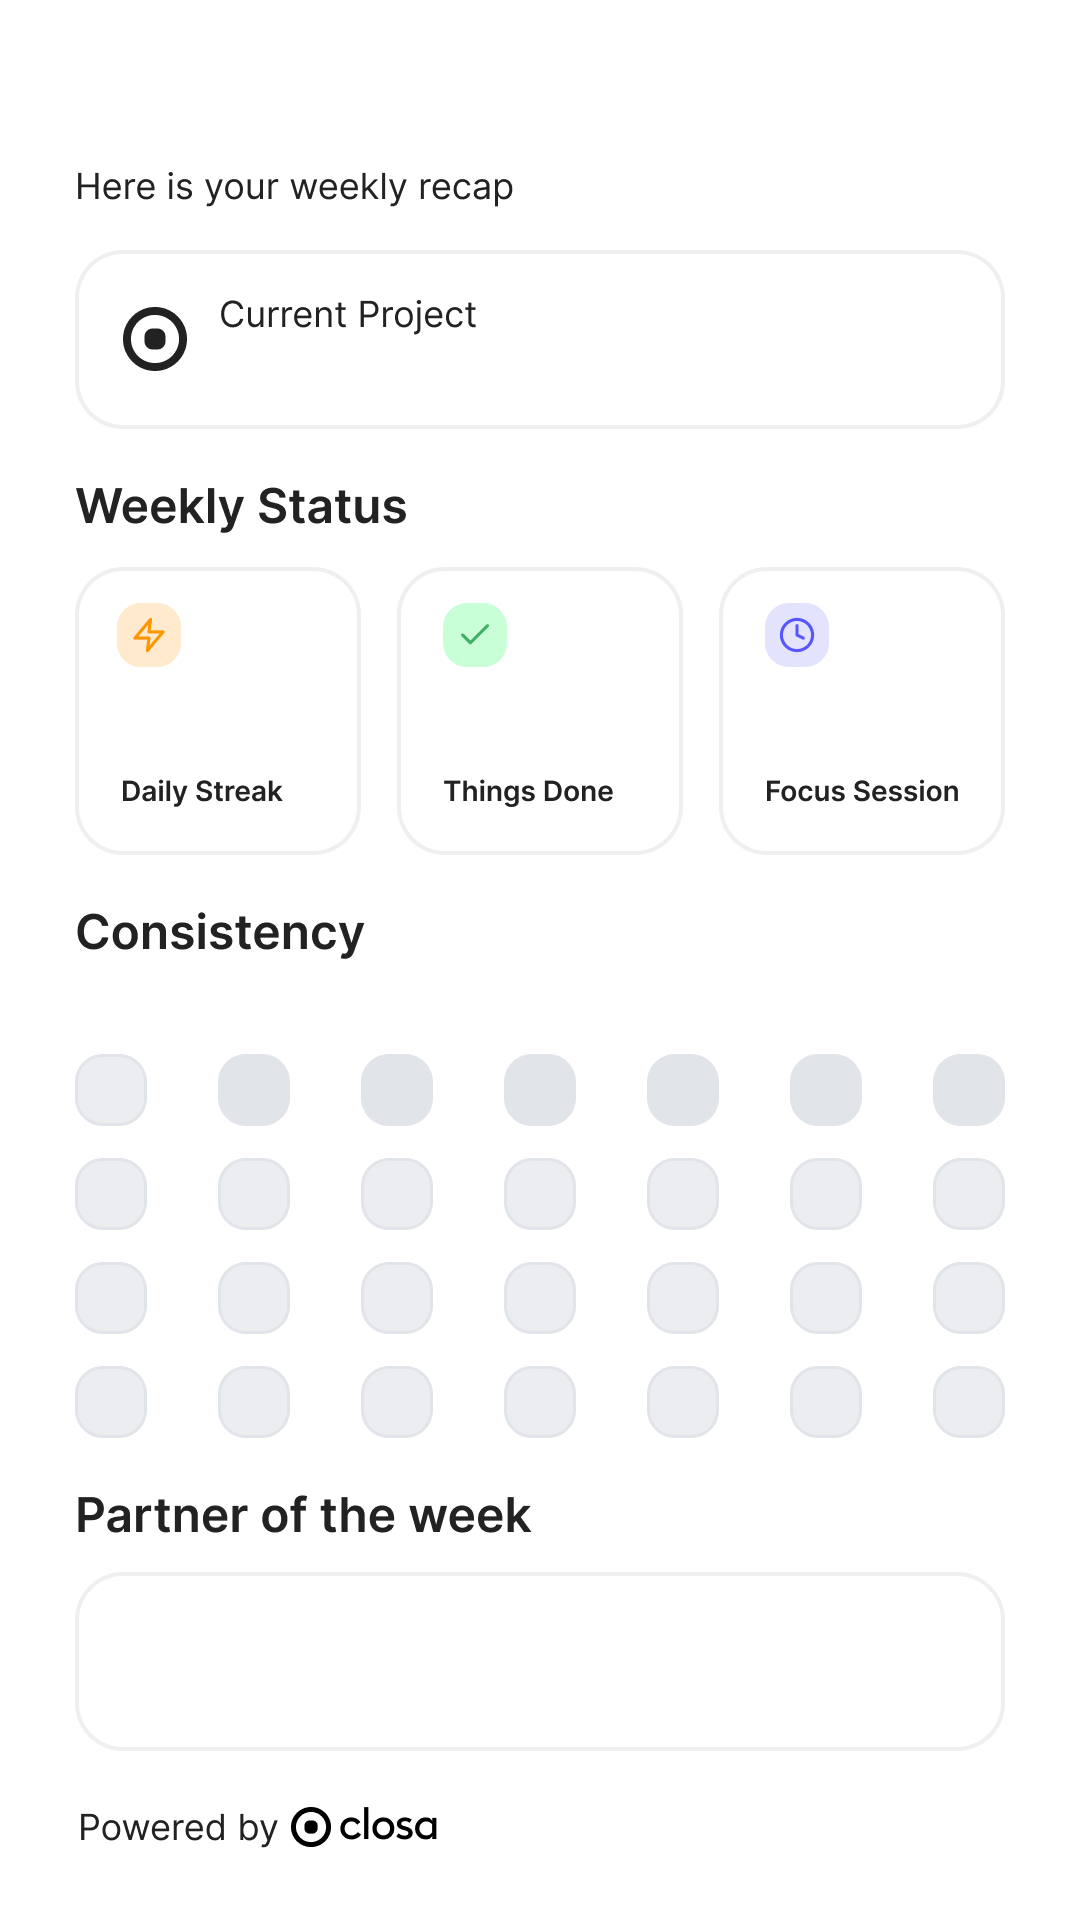 Here is your weekly recap
Current Project
Weekly Status
Daily Streak
Things Done
Focus Session
Consistency
Partner of the week
Powered by closa